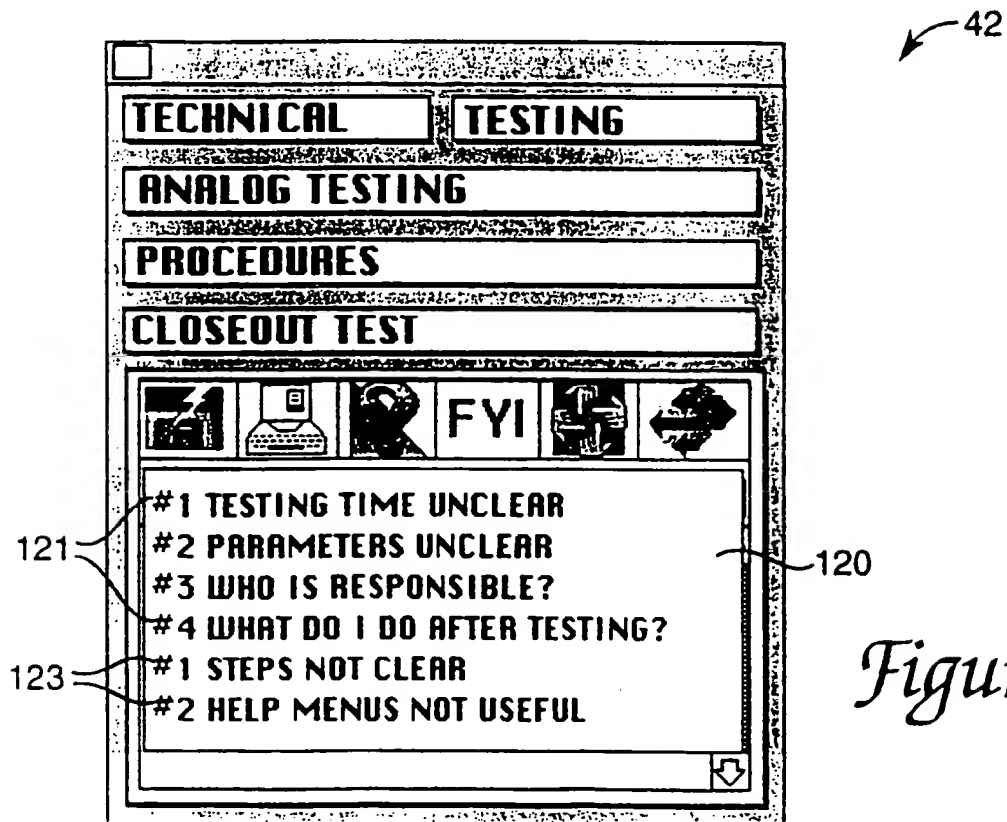 42
TECHNICAL TESTING
ANALOG TESTING
PROCEDURES
CLOSEOUT TEST
FYI
#1 TESTING TIME UNCLEAR
#2 PARAMETERS UNCLEAR
#3 WHO IS RESPONSIBLE?
#4 WHAT DO I DO AFTER TESTING?
#1 STEPS NOT CLEAR
#2 HELP MENUS NOT USEFUL
121
123
120